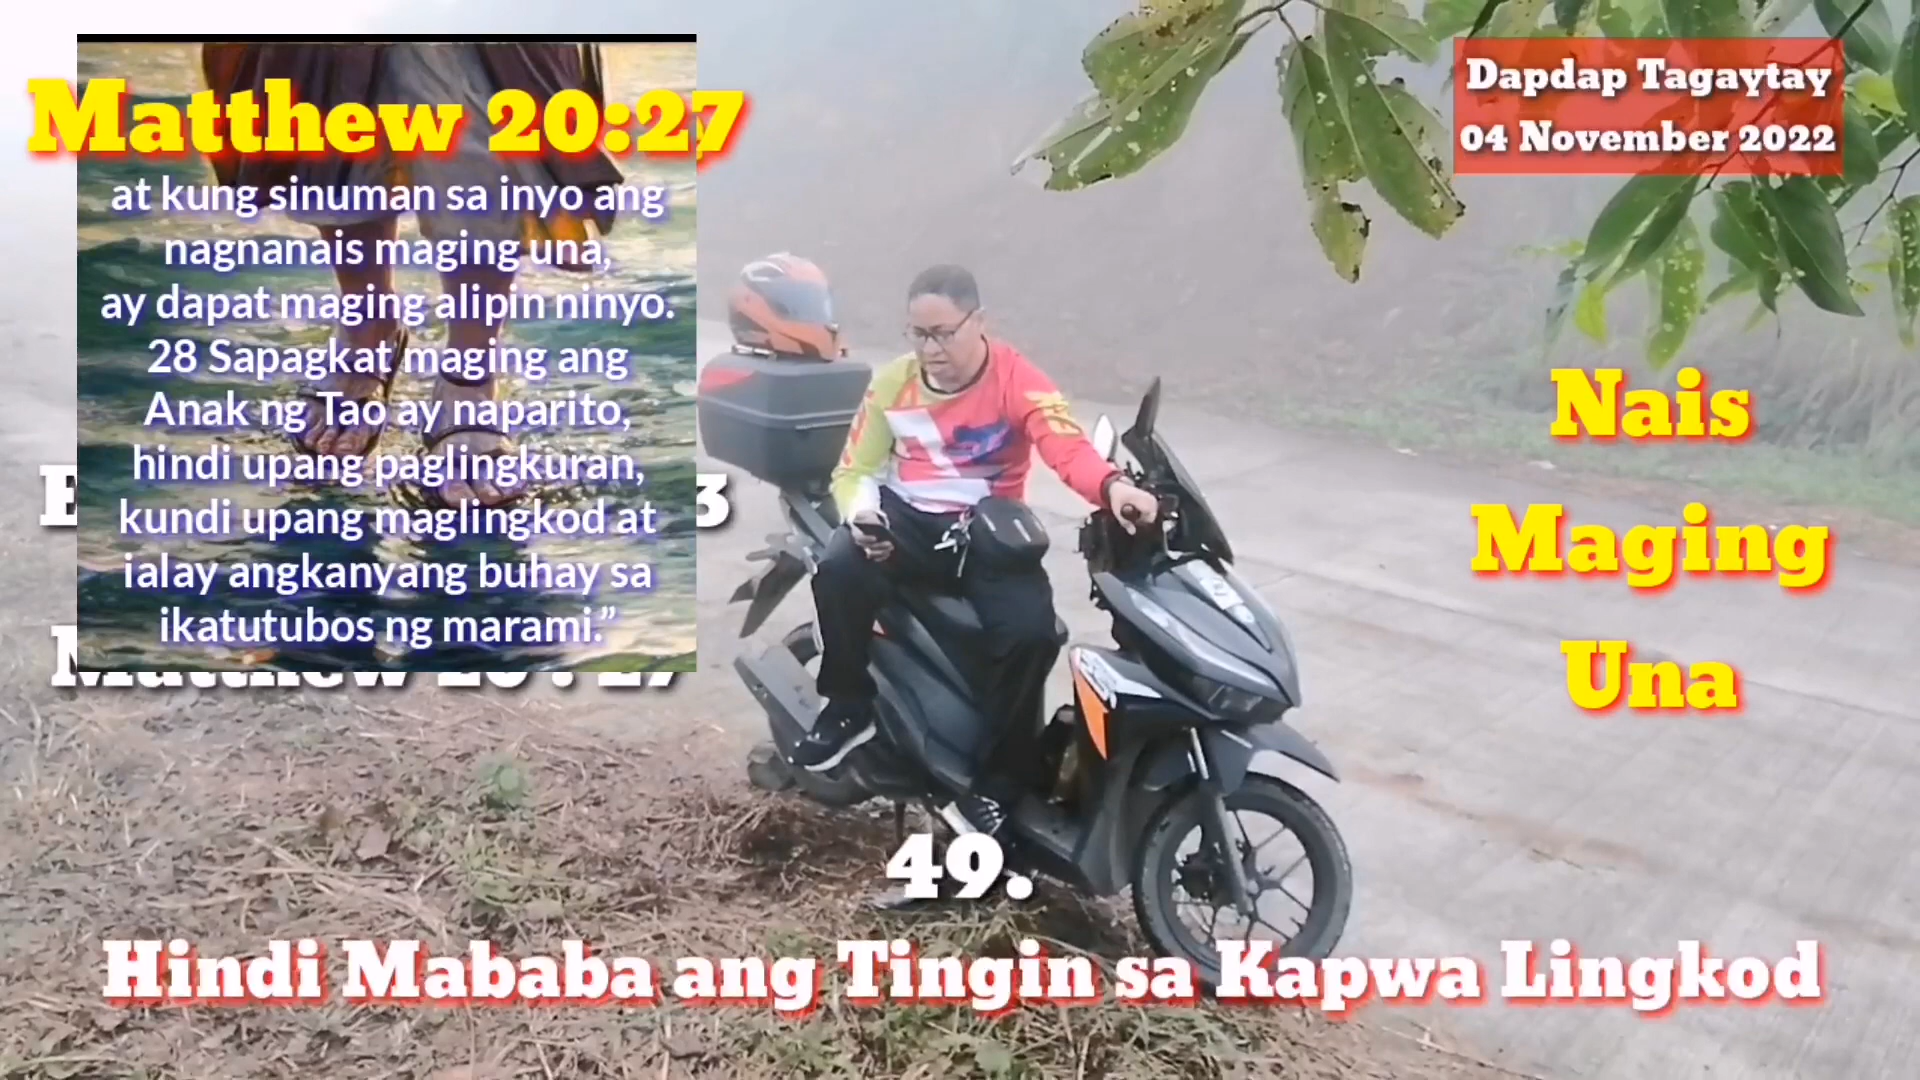 Matthew 20:27
at kung sinuman sa inyo ang
nagnanais maging una,
ay dapat maging alipin ninyo.
28 Sapagkat maging ang
Anak ng Tao ay naparito,
hindi upang paglingkuran,
kundi upang maglingkod at
ialay angkanyang buhay sa
ikatutubos ng marami.”
Dapdap Tagaytay
04 November 2022
Nais
Maging
Una
49.
Hindi Mababa ang Tingin sa Kapwa Lingkod